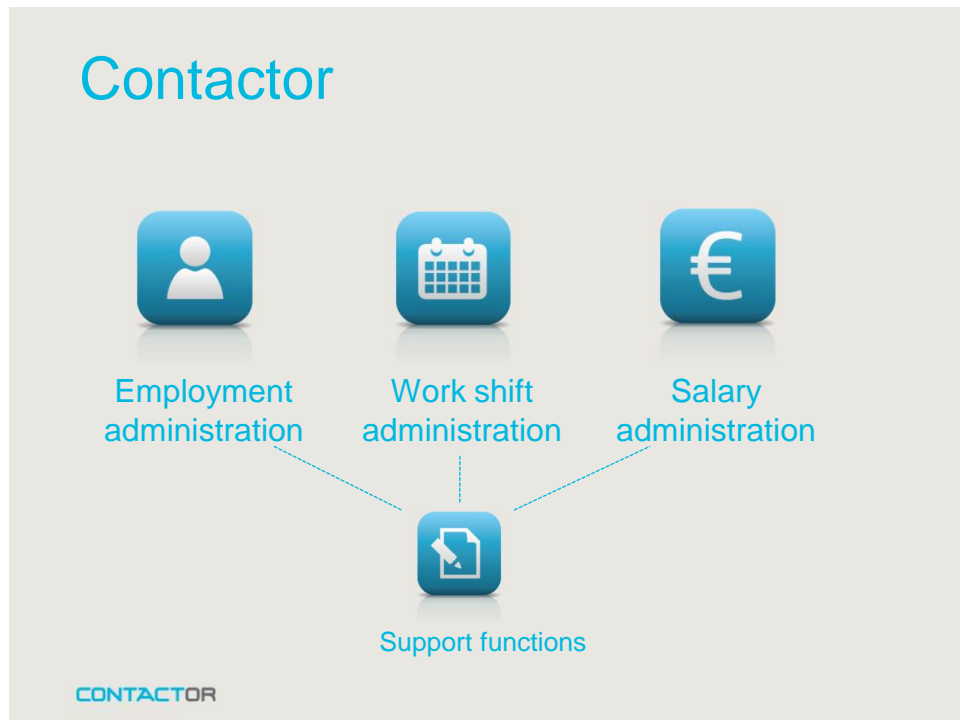 Contactor
€
Employment
administration
Work shift
administration
Salary
administration
Support functions
CONTACTOR